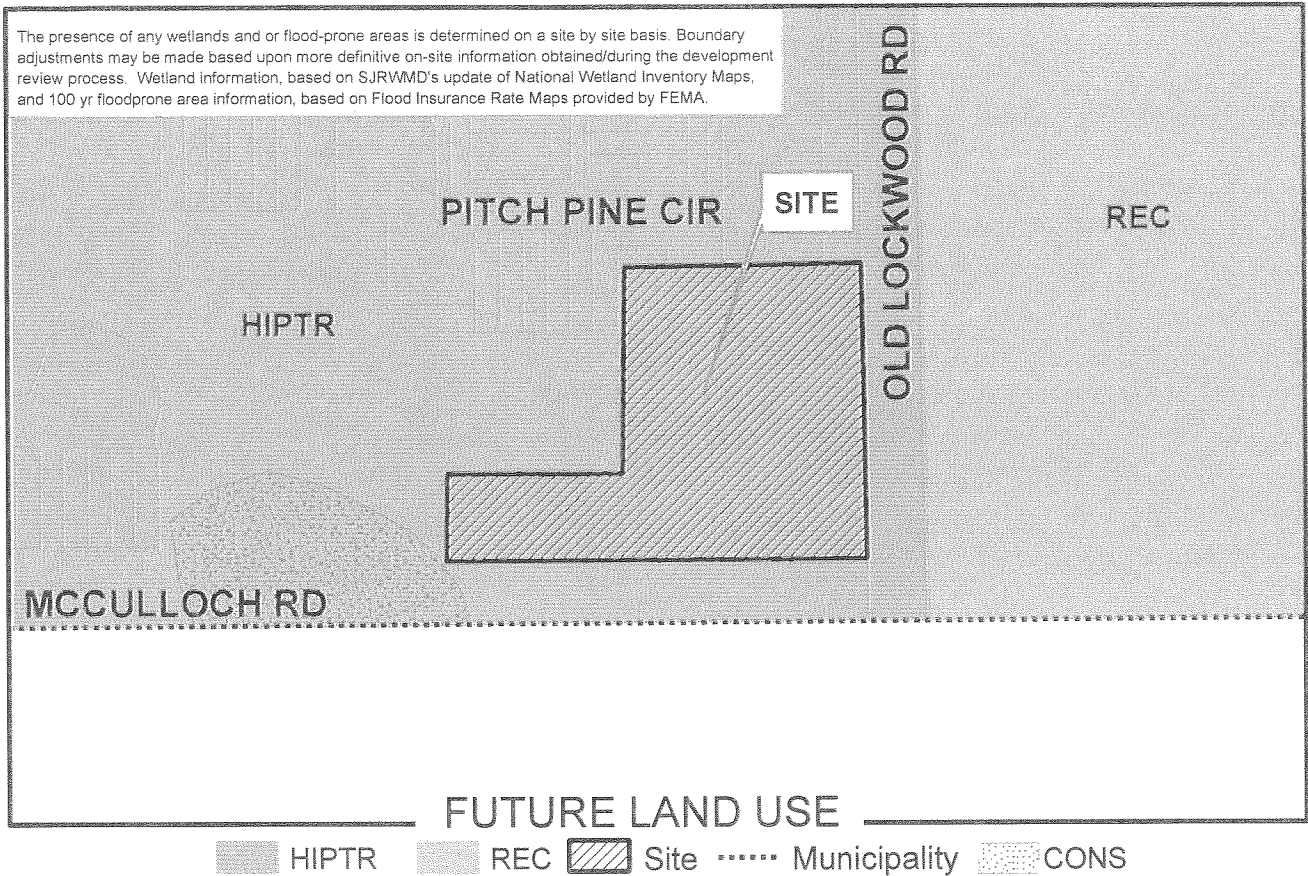 The presence of any wetlands and or flood-prone areas is determined on a site by site basis. Boundary
adjustments may be made based upon more definitive on-site information obtained/during the development
review process. Wetland information, based on SJRWMD's update of National Wetland Inventory Maps,
and 100 yr floodprone area information, based on Flood Insurance Rate Maps provided by FEMA.
OLD LOCKWOOD RD
PITCH PINE CIR
SITE
REC
HIPTR
MCCULLOCH RD
FUTURE LAND USE
HIPTR REC Site Municipality CONS